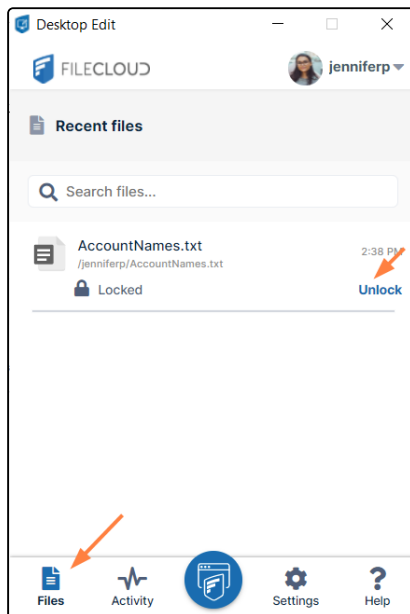 Desktop Edit
FILECLOUD
jenniferp
Recent files
Search files...
AccountNames.txt
2:38 PM
/jenniferp/AccountNames.txt
Locked
Unlock
Files
Activity
Settings
Help